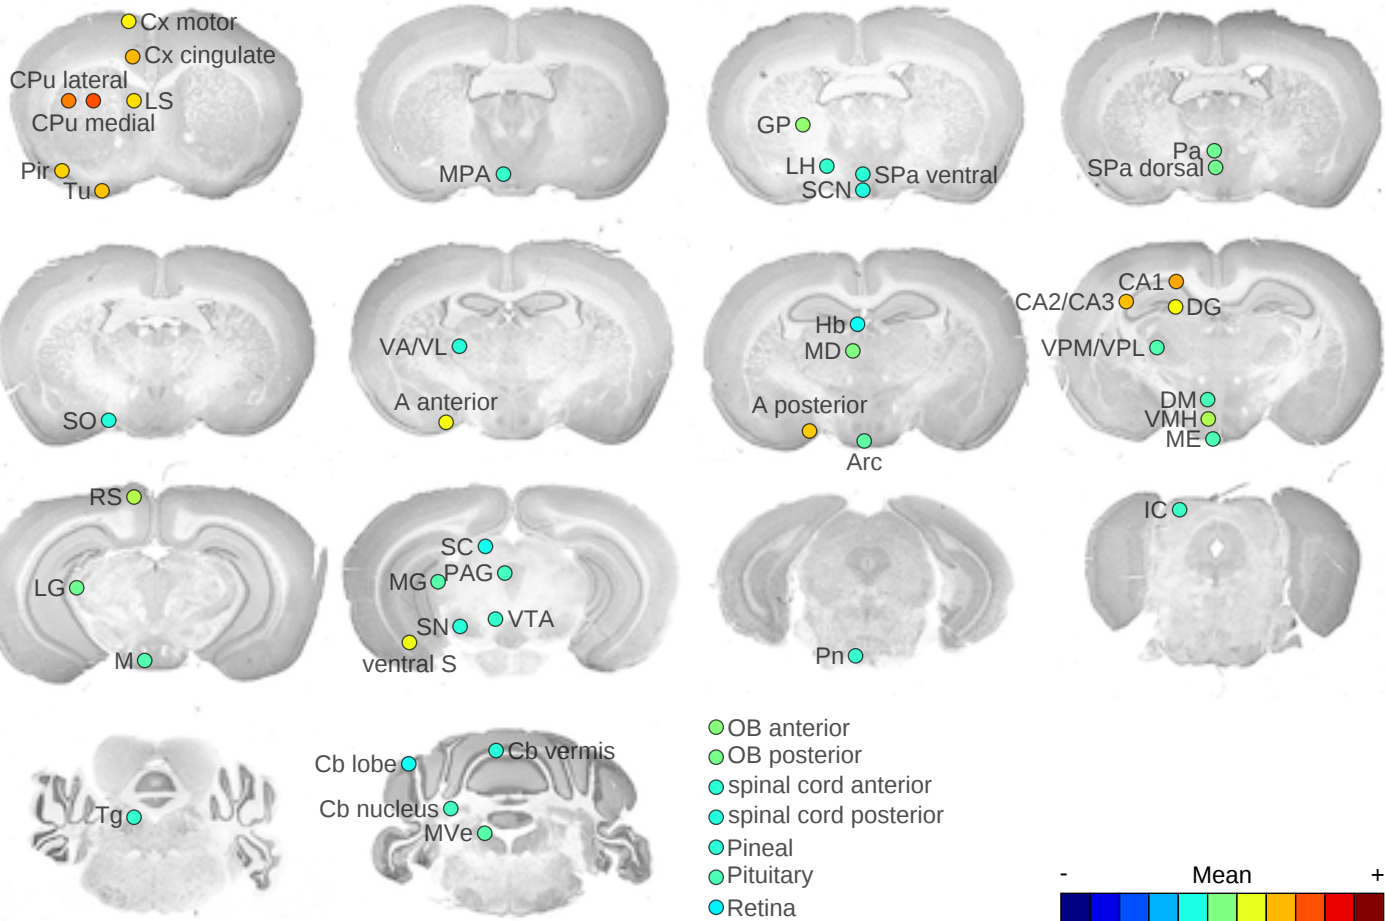 Cx motor
Cx cingulate
CPu lateral
LS
CPu medial
Pir
Tu
MPA
GP
LH
SPa ventral
SCN
Pa
SPa dorsal
SO
VA/VL
A anterior
Hb
MD
A posterior
Arc
CA1
CA2/CA3
DG
VPM/VPL
DM
VMH
ME
RS
LG
M
SC
MG
PAG
SN
VTA
ventral S
Pn
IC
Tg
Cb lobe
Cb vermis
Cb nucleus
MVe
OB anterior
OB posterior
spinal cord anterior
spinal cord posterior
Pineal
Pituitary
Retina
- Mean +